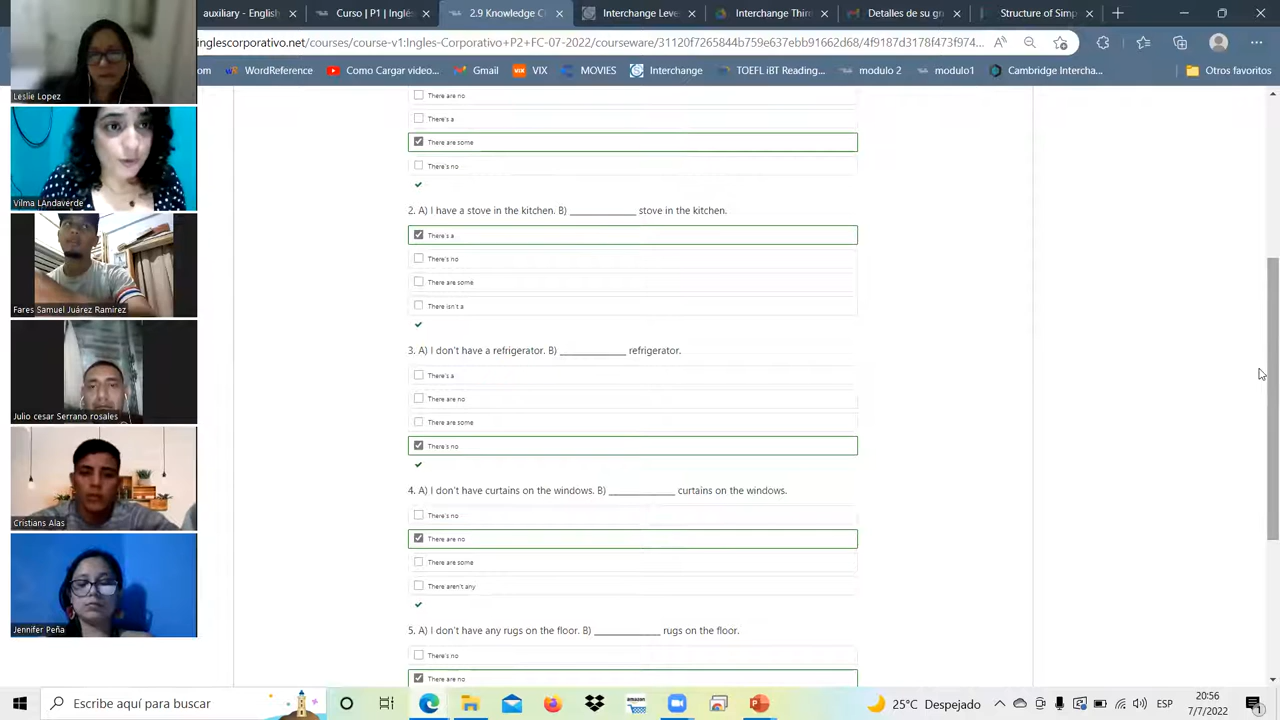 auxiliary - English
Curso | P1 | Inglés
2.9 Knowledge C
Interchange Leve
Interchange Thir
Detalles de su
Structure of Simp
inglescorporativo.net/courses/course-v1:Ingles-Corporativo+P2+FC-07-2022/courseware/31120f7265844b759e637ebb91662d68/4f9187d3178f473f974...
om
WordReference
Como Cargar video...
Gmail
VIX
MOVIES
Interchange
TOEFL iBT Reading...
modulo 2
modulo1
Cambridge Intercha...
Otros favoritos
Leslie Lopez
Vilma LAndaverde
Fares Samuel Juárez Ramirez
Julio cesar Serrano rosales
Cristians Alas
Jennifer Peña
There are no
There's a
There are some
There's no
2. A) I have a stove in the kitchen. B) ______________ stove in the kitchen.
There's a
There's no
There are some
There isn't a
3. A) I don't have a refrigerator. B) ______________ refrigerator.
There's a
There are no
There are some
There's no
4. A) I don't have curtains on the windows. B) ______________ curtains on the windows.
There's no
There are no
There are some
There aren't any
5. A) I don't have any rugs on the floor. B) ______________ rugs on the floor.
There's no
There are no
Escribe aquí para buscar
amazon
25°C Despejado
ESP
20:56
7/7/2022
1